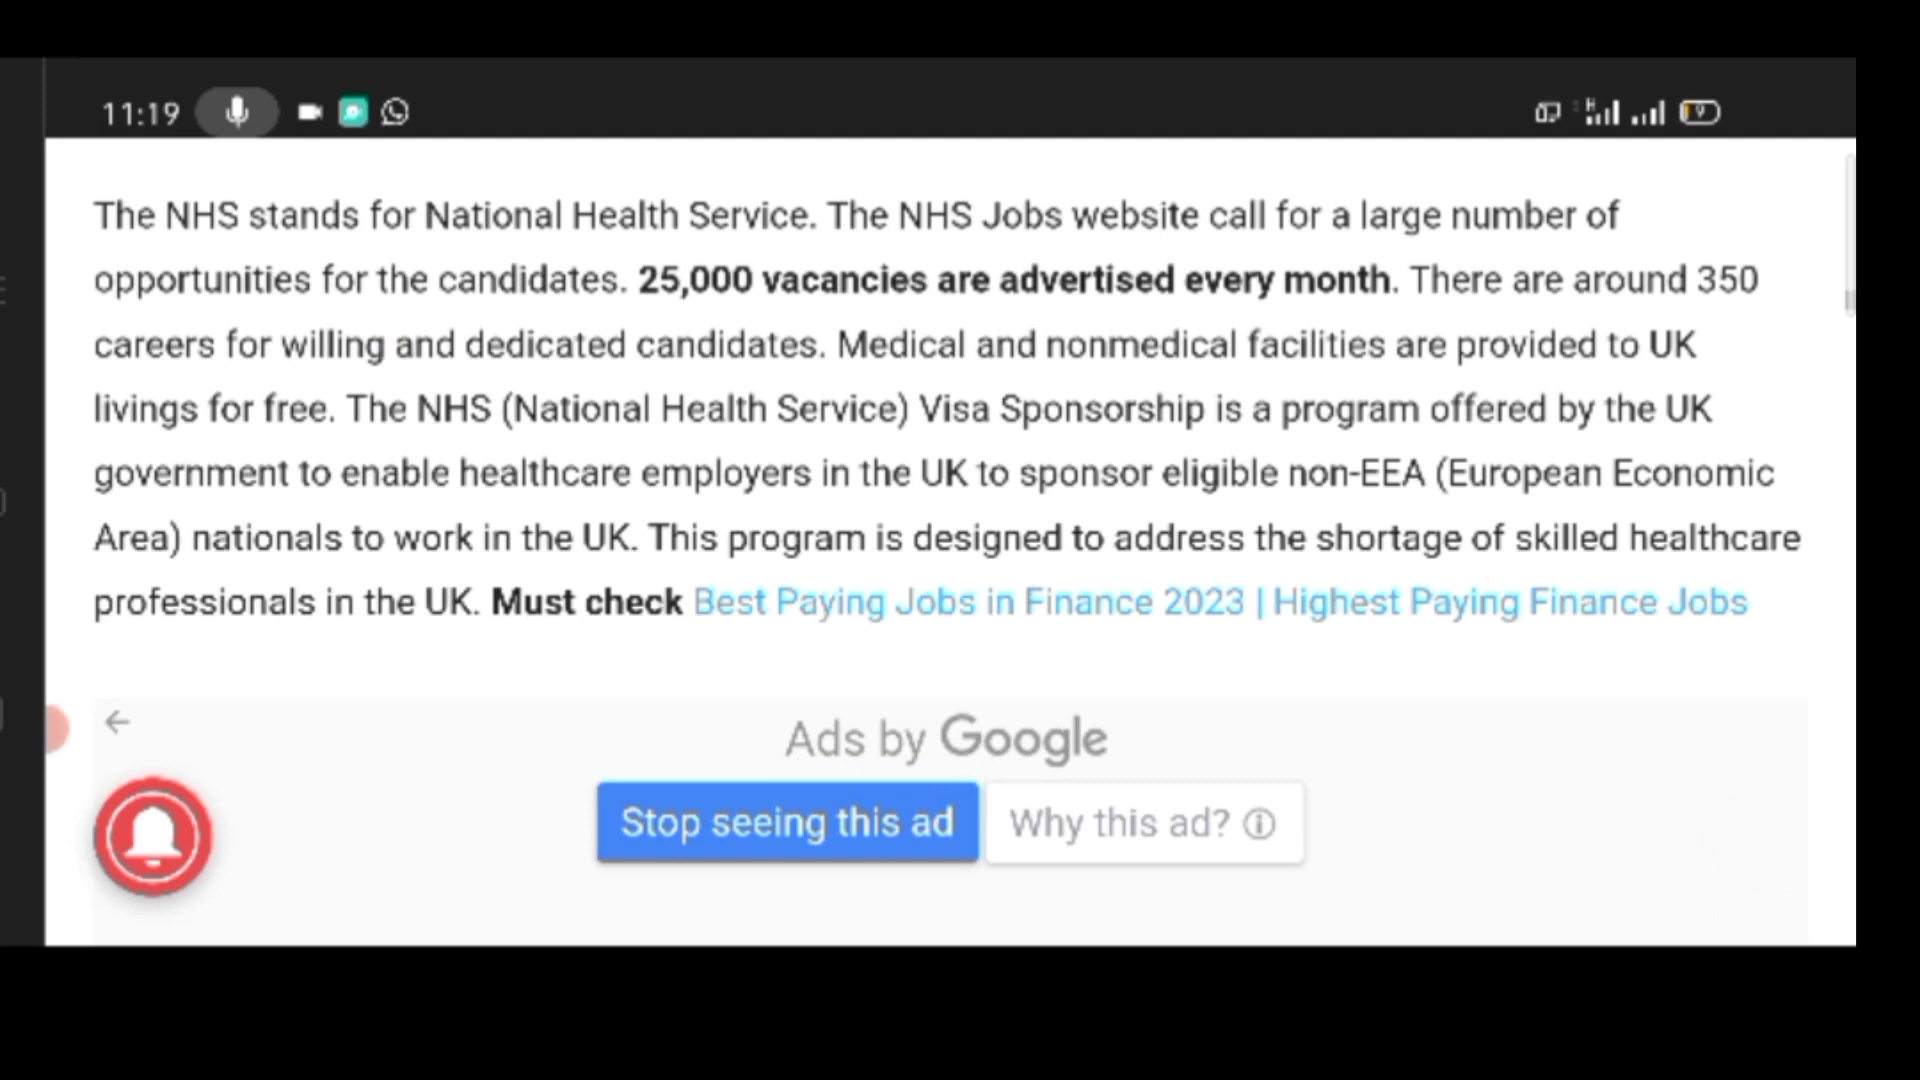 11:19
H
9
The NHS stands for National Health Service. The NHS Jobs website call for a large number of
opportunities for the candidates. 25,000 vacancies are advertised every month. There are around 350
careers for willing and dedicated candidates. Medical and nonmedical facilities are provided to UK
livings for free. The NHS (National Health Service) Visa Sponsorship is a program offered by the UK
government to enable healthcare employers in the UK to sponsor eligible non-EEA (European Economic
Area) nationals to work in the UK. This program is designed to address the shortage of skilled healthcare
professionals in the UK. Must check Best Paying Jobs in Finance 2023 | Highest Paying Finance Jobs
Ads by Google
Stop seeing this ad
Why this ad?